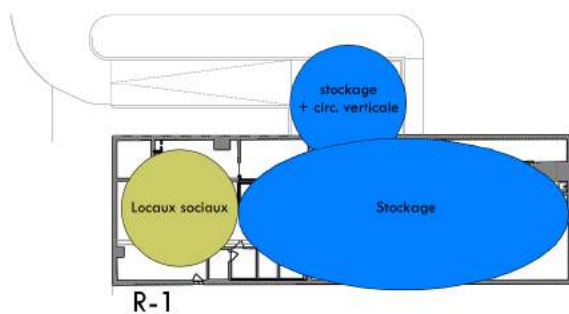 stockage
+ circ. verticale
Locaux sociaux
Stockage
R-1